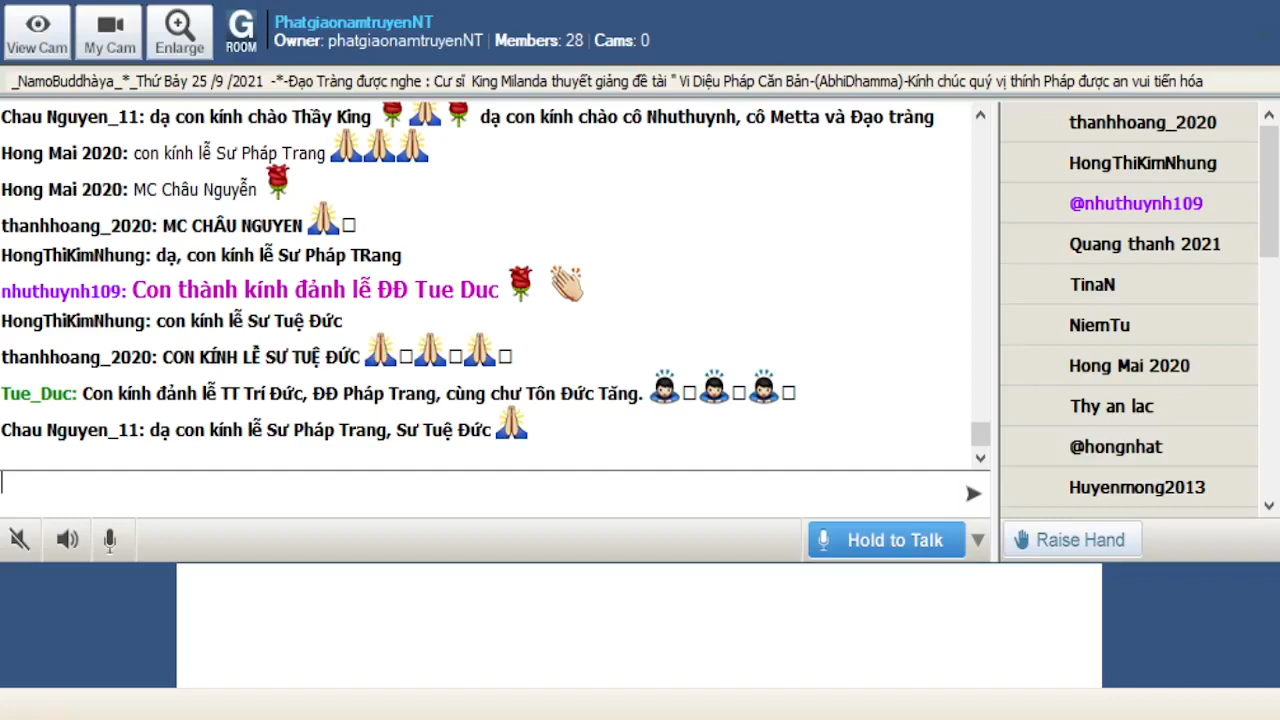 View Cam
My Cam
Enlarge
G
ROOM
PhatgiaonamtruyenNT
Owner: phatgiaonamtruyenNT | Members: 28 | Cams: 0
_NamoBuddhàya_*_Thứ Bảy 25 /9 /2021 -*-Đạo Tràng được nghe : Cư sĩ King Milanda thuyết giảng đề tài " Vi Diệu Pháp Căn Bản-(AbhiDhamma)-Kính chúc quý vị thính Pháp được an vui tiến hóa
Chau Nguyen_11: dạ con kính chào Thầy King dạ con kính chào cô Nhuthuynh, cô Metta và Đạo tràng
Hong Mai 2020: con kính lễ Sư Pháp Trang
Hong Mai 2020: MC Châu Nguyễn
thanhhoang_2020: MC CHÂU NGUYEN
HongThiKimNhung: dạ, con kính lễ Sư Pháp TRang
nhuthuynh109: Con thành kính đảnh lễ ĐĐ Tue Duc
HongThiKimNhung: con kính lễ Sư Tuệ Đức
thanhhoang_2020: CON KÍNH LỄ SƯ TUỆ ĐỨC
Tue_Duc: Con kính đảnh lễ TT Trí Đức, ĐĐ Pháp Trang, cùng chư Tôn Đức Tăng.
Chau Nguyen_11: dạ con kính lễ Sư Pháp Trang, Sư Tuệ Đức
thanhhoang_2020
HongThiKimNhung
@nhuthuynh109
Quang thanh 2021
TinaN
NiemTu
Hong Mai 2020
Thy an lac
@hongnhat
Huyenmong2013
Hold to Talk
Raise Hand